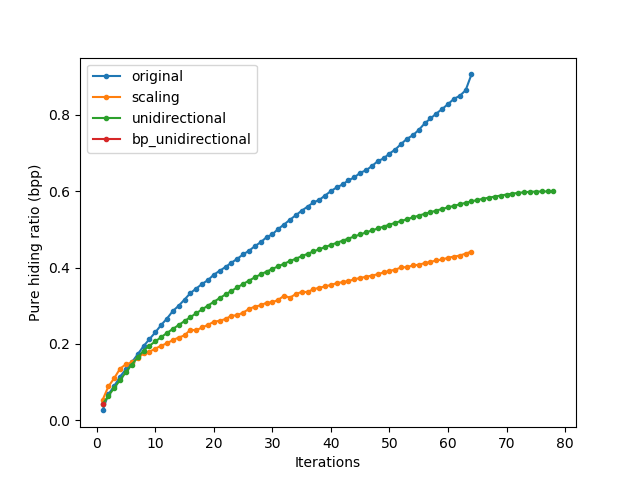 original
scaling
unidirectional
bp_unidirectional
Pure hiding ratio (bpp)
0.8
0.6
0.4
0.2
0.0
0 10 20 30 40 50 60 70 80
Iterations